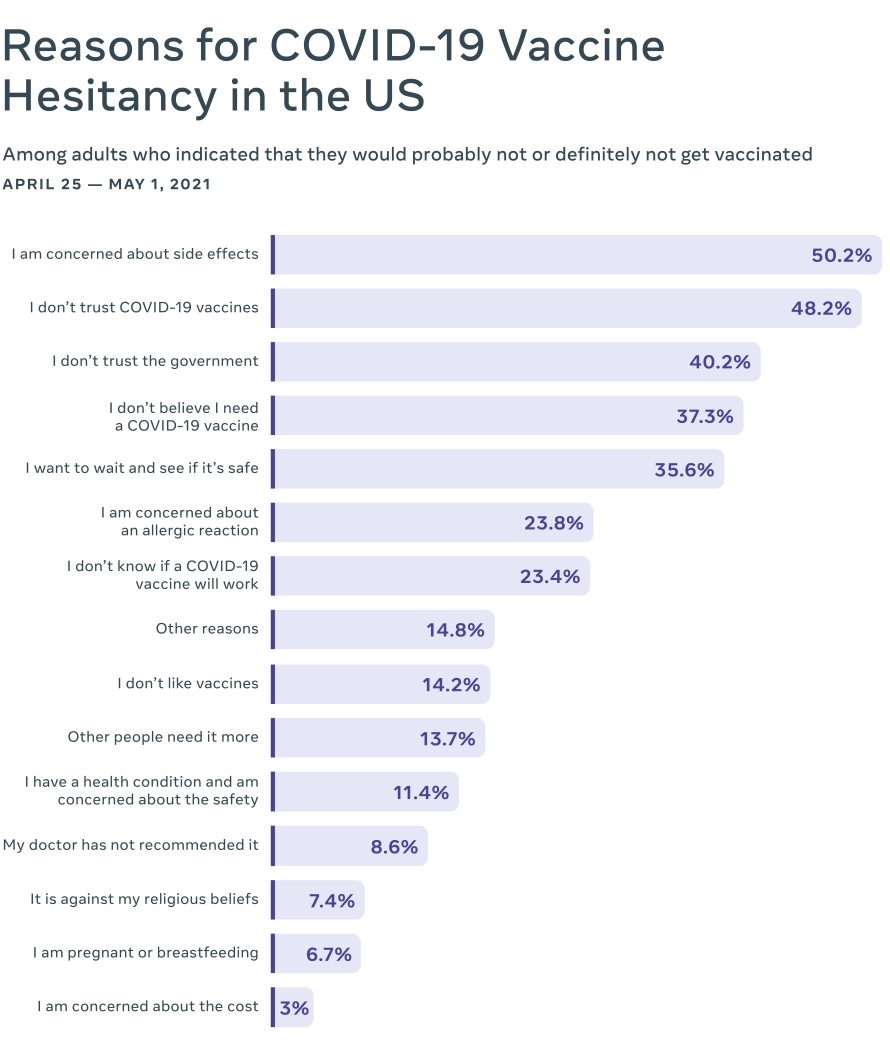 Reasons for COVID-19 Vaccine
Hesitancy in the US
Among adults who indicated that they would probably not or definitely not get vaccinated
APRIL 25 — MAY 1, 2021
I am concerned about side effects
50.2%
I don’t trust COVID-19 vaccines
48.2%
I don’t trust the government
40.2%
I don’t believe I need
a COVID-19 vaccine
37.3%
I want to wait and see if it’s safe
35.6%
I am concerned about
an allergic reaction
23.8%
I don’t know if a COVID-19
vaccine will work
23.4%
Other reasons
14.8%
I don’t like vaccines
14.2%
Other people need it more
13.7%
I have a health condition and am
concerned about the safety
11.4%
My doctor has not recommended it
8.6%
It is against my religious beliefs
7.4%
I am pregnant or breastfeeding
6.7%
I am concerned about the cost
3%